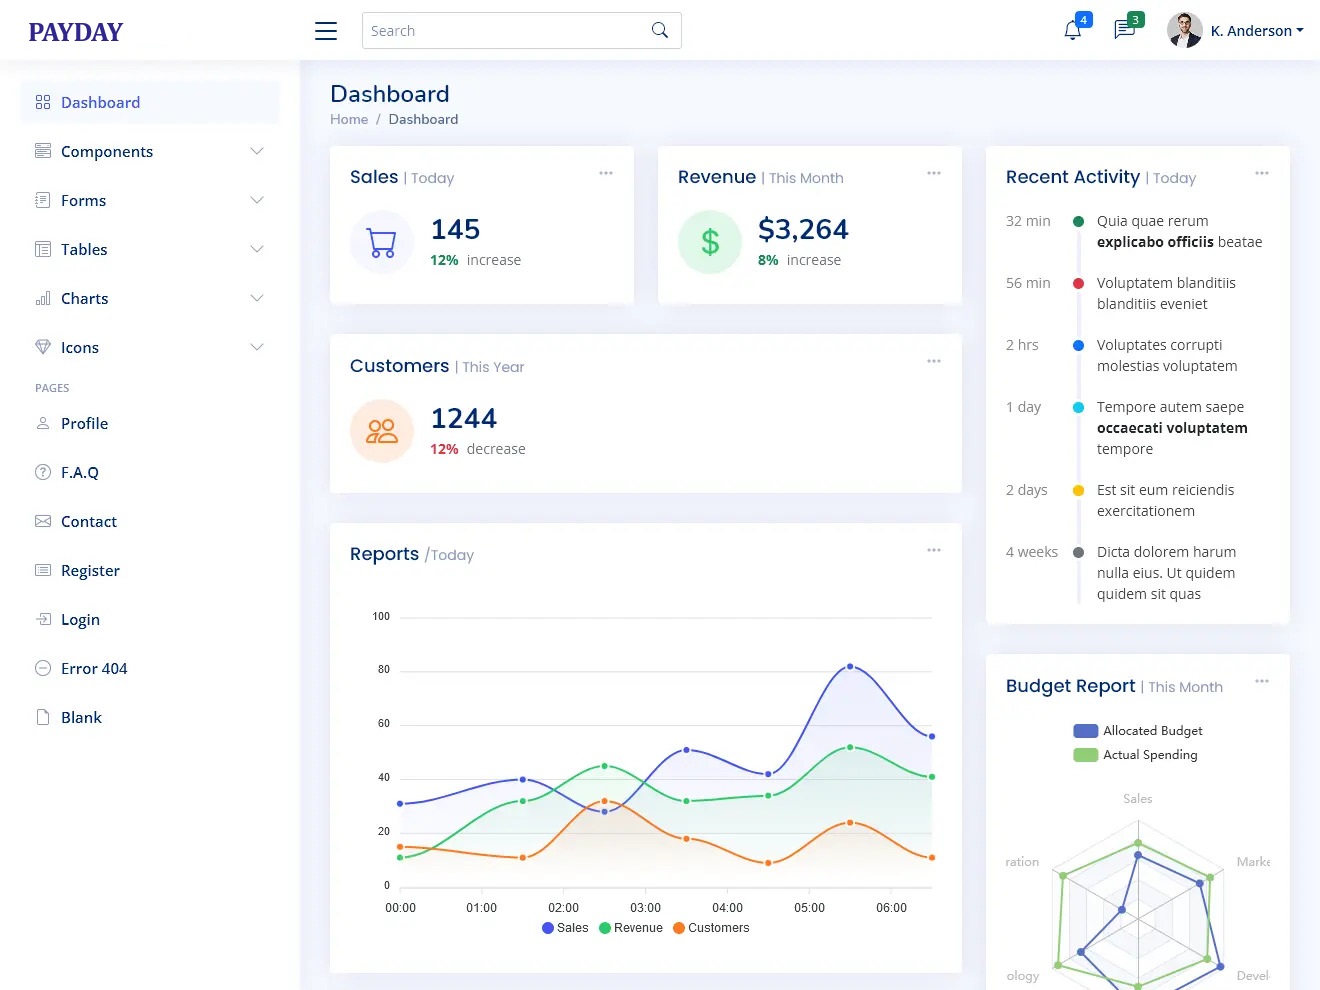 PAYDAY
Search
4
3
K. Anderson
Dashboard
Components
Forms
Tables
Charts
Icons
PAGES
Profile
F.A.Q
Contact
Register
Login
Error 404
Blank
Dashboard
Home / Dashboard
Sales | Today
145
12% increase
Revenue | This Month
$
$3,264
8% increase
Customers | This Year
1244
12% decrease
Reports /Today
100
80
60
40
20
0
00:00 01:00 02:00 03:00 04:00 05:00 06:00
Sales Revenue Customers
Recent Activity | Today
32 min Quia quae rerum
explicabo officiis beatae
56 min Voluptatem blanditiis
blanditiis eveniet
2 hrs Voluptates corrupti
molestias voluptatem
1 day Tempore autem saepe
occaecati voluptatem
tempore
2 days Est sit eum reiciendis
exercitationem
4 weeks Dicta dolorem harum
nulla eius. Ut quidem
quidem sit quas
Budget Report | This Month
Allocated Budget
Actual Spending
Sales
ration Marke
ology Devel